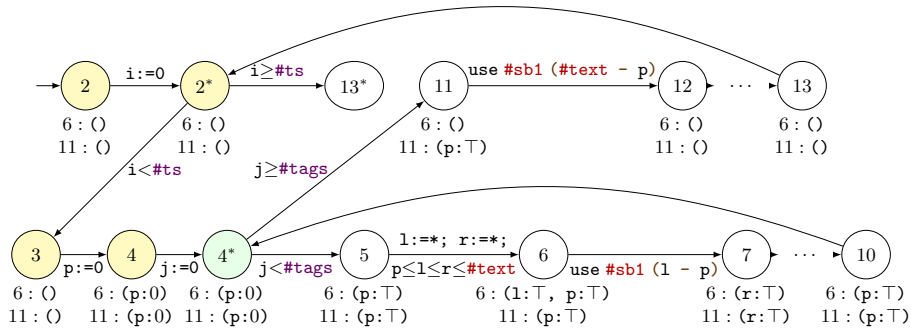 2 i:=0 2* i≥#ts 13* 11 use #sb1 (#text - p) 12 ... 13
6 : () 6 : () 6 : () 6 : () 6 : ()
11 : () 11 : () 11 : (p:⊤) 11 : () 11 : ()
i<#ts j≥#tags
3 p:=0 4 j:=0 4* j<#tags 5 l:=*; r:=*; 6 use #sb1 (l - p) 7 ... 10
p≤l≤r≤#text
6 : () 6 : (p:0) 6 : (p:0) 6 : (p:⊤) 6 : (l:⊤, p:⊤) 6 : (r:⊤) 6 : (p:⊤)
11 : () 11 : (p:0) 11 : (p:0) 11 : (p:⊤) 11 : (p:⊤) 11 : (r:⊤) 11 : (p:⊤)